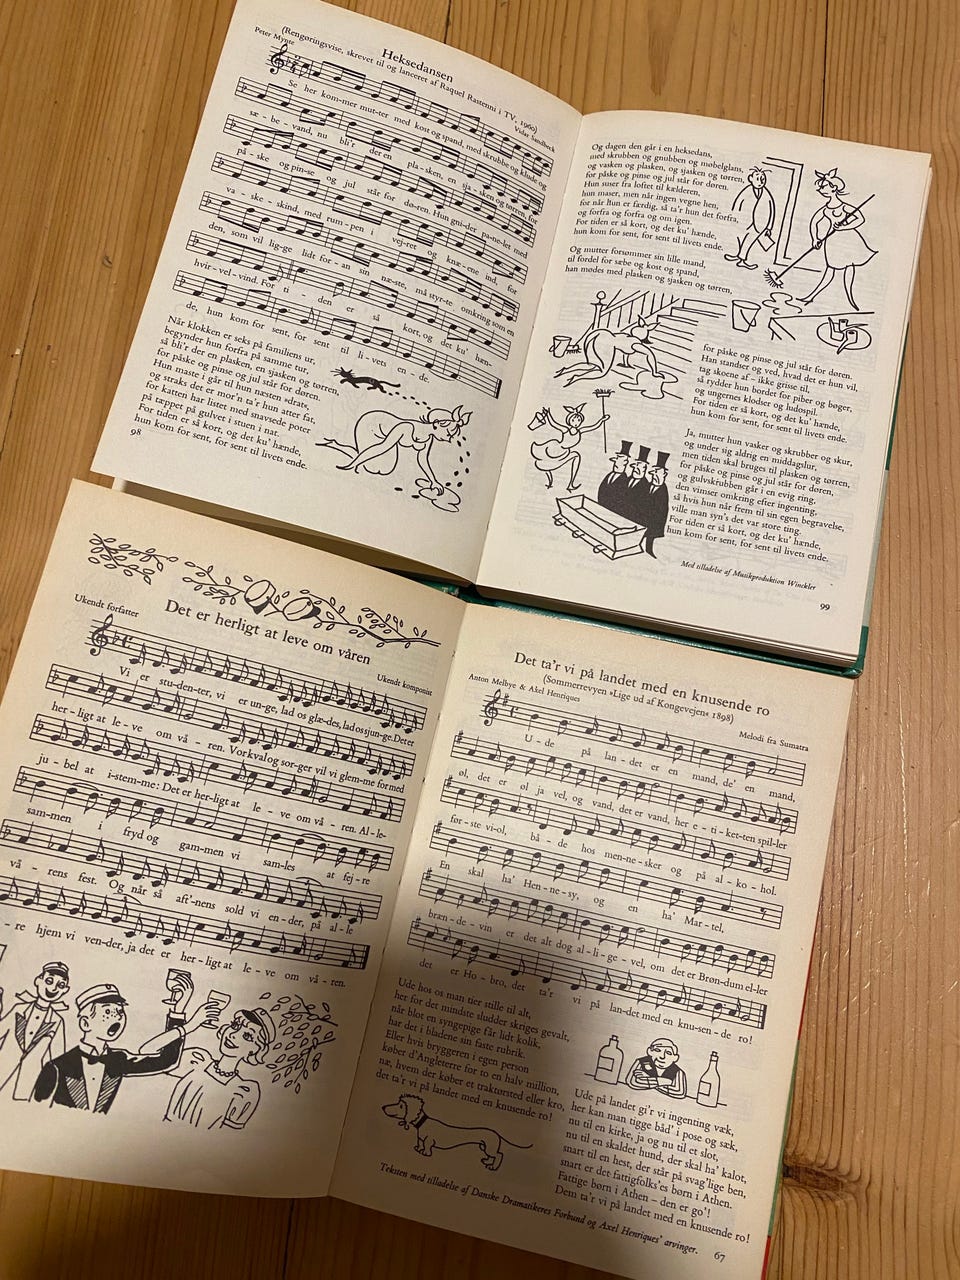 Heksedansen
(Rengøringsvise, skrevet til og lanceret af Raquel Rastenni i TV, 1960)
Peter Mynte
Vidar Sandbeck
Se her kom-mer mut-ter med kost og spand, med skrubbe og klude og
sæ-be-vand, nu bli'r der en plasken, en sja-sken og tørren, for
på-ske og pin-se og jul står for dø-ren. Hun gni-der pa-ne-let med
va-ske-skind, med rum-pen i vejr-et og knæ-ene ind, for
den, som vil lig-ge lidt for-an sin næ-ste, må styr-te omkring som en
hvir-vel-vind. For ti-den er så kort, og det ku' hæn-
de, hun kom for sent, for sent til li-vets en-de.
Når klokken er seks på familiens ur,
begynder hun forfra på samme tur,
så bli'r der en plasken, en sjasken og tørren,
for påske og pinse og jul står for døren.
Hun maste i går til hun næsten »drat«,
og straks det er mor'n ta'r hun atter fat,
for katten har listet med snavsede poter
på tæppet på gulvet i stuen i nat.
For tiden er så kort, og det ku' hænde,
hun kom for sent, for sent til livets ende.
98
Og dagen den går i en heksedans,
med skrubben og gnubben og møbelglans,
og vasken og plasken, og sjasken og tørren,
for påske og pinse og jul står for døren.
Hun suser fra loftet til kælderen,
hun maser, men når ingen vegne hen,
for når hun er færdig, så ta'r hun det forfra,
og forfra og forfra og om igen.
For tiden er så kort, og det ku' hænde,
hun kom for sent, for sent til livets ende.
Og mutter forsømmer sin lille mand,
til fordel for sæbe og kost og spand,
han mødes med plasken og sjasken og tørren,
for påske og pinse og jul står for døren.
Han standser og ved, hvad det er hun vil,
tag skoene af – ikke grisse til,
så rydder hun bordet for piber og bøger,
og ungernes klodser og ludospil.
For tiden er så kort, og det ku' hænde,
hun kom for sent, for sent til livets ende.
Ja, mutter hun vasker og skrubber og skur,
og under sig aldrig en middagslur,
men tiden skal bruges til plasken og tørren,
for påske og pinse og jul står for døren,
og gulvskrubben går i en evig ring,
den vimser omkring efter ingenting,
så hvis hun når frem til sin egen begravelse,
ville man syn's det var store ting.
For tiden er så kort, og det ku' hænde,
hun kom for sent, for sent til livets ende.
Med tilladelse af Musikproduktion Winckler
99
Det er herligt at leve om våren
Ukendt forfatter
Ukendt komponist
Vi er stu-den-ter, vi er un-ge, lad os glæ-des, lad os sjun-ge. Det er
her-ligt at le-ve om vå-ren. Vor kval og sor-ger vil vi glem-me for med
ju-bel at i-stem-me: Det er her-ligt at le-ve om vå-ren. Al-le-
sam-men i fryd og gam-men vi sam-les at fej-re
vå-rens fest. Og når så aft'-nens sold vi en-der, på al-le
-re hjem vi ven-der, ja det er her-ligt at le-ve om vå-ren.
Det ta'r vi på landet med en knusende ro
(Sommerrevyen »Lige ud af Kongevejen« 1898)
Anton Melbye & Axel Henriques
Melodi fra Sumatra
U-de på lan-det er en mand, de' en mand,
øl, det er øl ja vel, og vand, det er vand, her e-ti-ket-ten spil-ler
før-ste vi-ol, bå-de hos men-ne-sker og på al-ko-hol.
En skal ha' Hen-ne-sy, og en ha' Mar-tel,
bræn-de-vin er det alt dog al-li-ge-vel, om det er Brøn-dum el-ler
det er Ho-bro, det ta'r vi på lan-det med en knu-sen-de ro!
Ude hos os man tier stille til alt,
her for det mindste sludder skriges gevalt,
når blot en syngepige får lidt kolik,
har det i bladene sin faste rubrik.
Eller hvis bryggeren i egen person
køber d'Angleterre for to en halv million,
næ, hvem der køber et traktørsted eller kro,
det ta'r vi på landet med en knusende ro!
Ude på landet gi'r vi ingenting væk,
her kan man tigge båd' i pose og sæk,
nu til en kirke, ja og nu til et slot,
nu til en skaldet hund, der skal ha' kalot,
snart til en hest, der står på svag'lige ben,
snart er det fattigfolk'es børn i Athen.
Fattige børn i Athen – den er go'!
Dem ta'r vi på landet med en knusende ro!
Teksten med tilladelse af Danske Dramatikeres Forbund og Axel Henriques' arvinger.
67